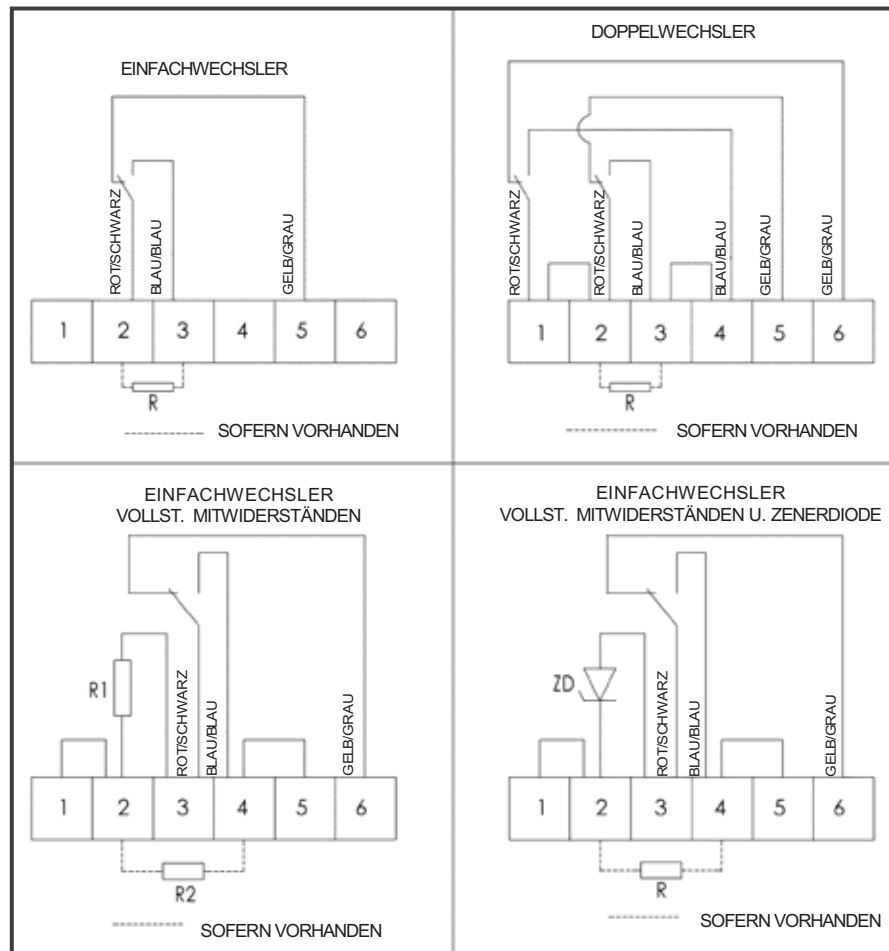 EINFACHWECHSLER
ROT/SCHWARZ
BLAU/BLAU
GELB/GRAU
1 2 3 4 5 6
R
SOFERN VORHANDEN
DOPPELWECHSLER
ROT/SCHWARZ
ROT/SCHWARZ
BLAU/BLAU
BLAU/BLAU
GELB/GRAU
GELB/GRAU
1 2 3 4 5 6
R
SOFERN VORHANDEN
EINFACHWECHSLER
VOLLST. MITWIDERSTÄNDEN
R1
ROT/SCHWARZ
BLAU/BLAU
GELB/GRAU
1 2 3 4 5 6
R2
SOFERN VORHANDEN
EINFACHWECHSLER
VOLLST. MITWIDERSTÄNDEN U. ZENERDIODE
ZD
ROT/SCHWARZ
BLAU/BLAU
GELB/GRAU
1 2 3 4 5 6
R
SOFERN VORHANDEN